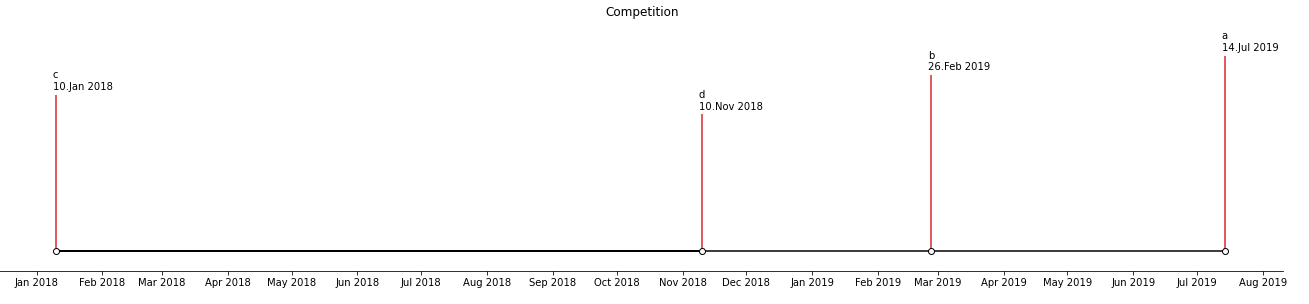 Competition
a
14.Jul 2019
b
26.Feb 2019
c
10.Jan 2018
d
10.Nov 2018
Jan 2018 Feb 2018 Mar 2018 Apr 2018 May 2018 Jun 2018 Jul 2018 Aug 2018 Sep 2018 Oct 2018 Nov 2018 Dec 2018 Jan 2019 Feb 2019 Mar 2019 Apr 2019 May 2019 Jun 2019 Jul 2019 Aug 2019